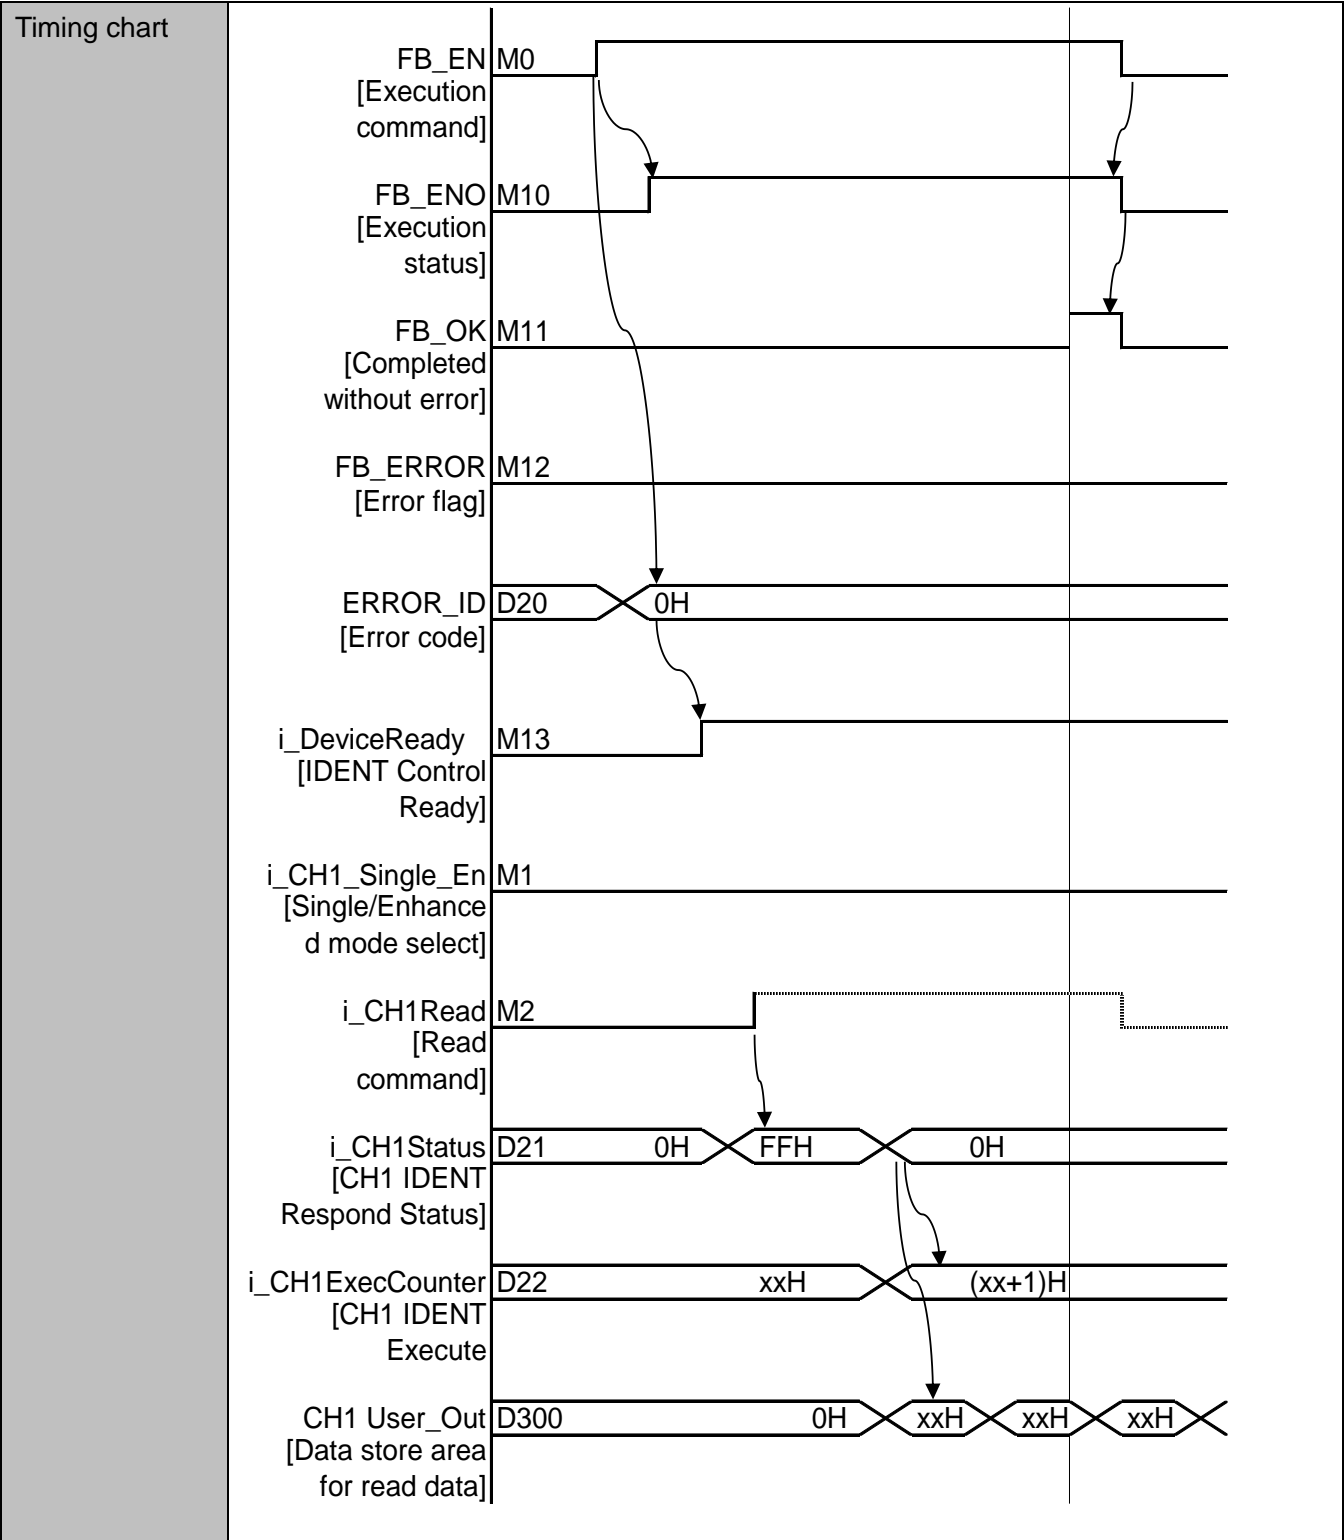 Timing chart
FB_EN M0
[Execution
command]
FB_ENO M10
[Execution
status]
FB_OK M11
[Completed
without error]
FB_ERROR M12
[Error flag]
ERROR_ID D20 0H
[Error code]
i_DeviceReady M13
[IDENT Control
Ready]
i_CH1_Single_En M1
[Single/Enhance
d mode select]
i_CH1Read M2
[Read
command]
i_CH1Status D21 0H FFH 0H
[CH1 IDENT
Respond Status]
i_CH1ExecCounter D22 xxH (xx+1)H
[CH1 IDENT
Execute
CH1 User_Out D300 0H xxH xxH xxH
[Data store area
for read data]